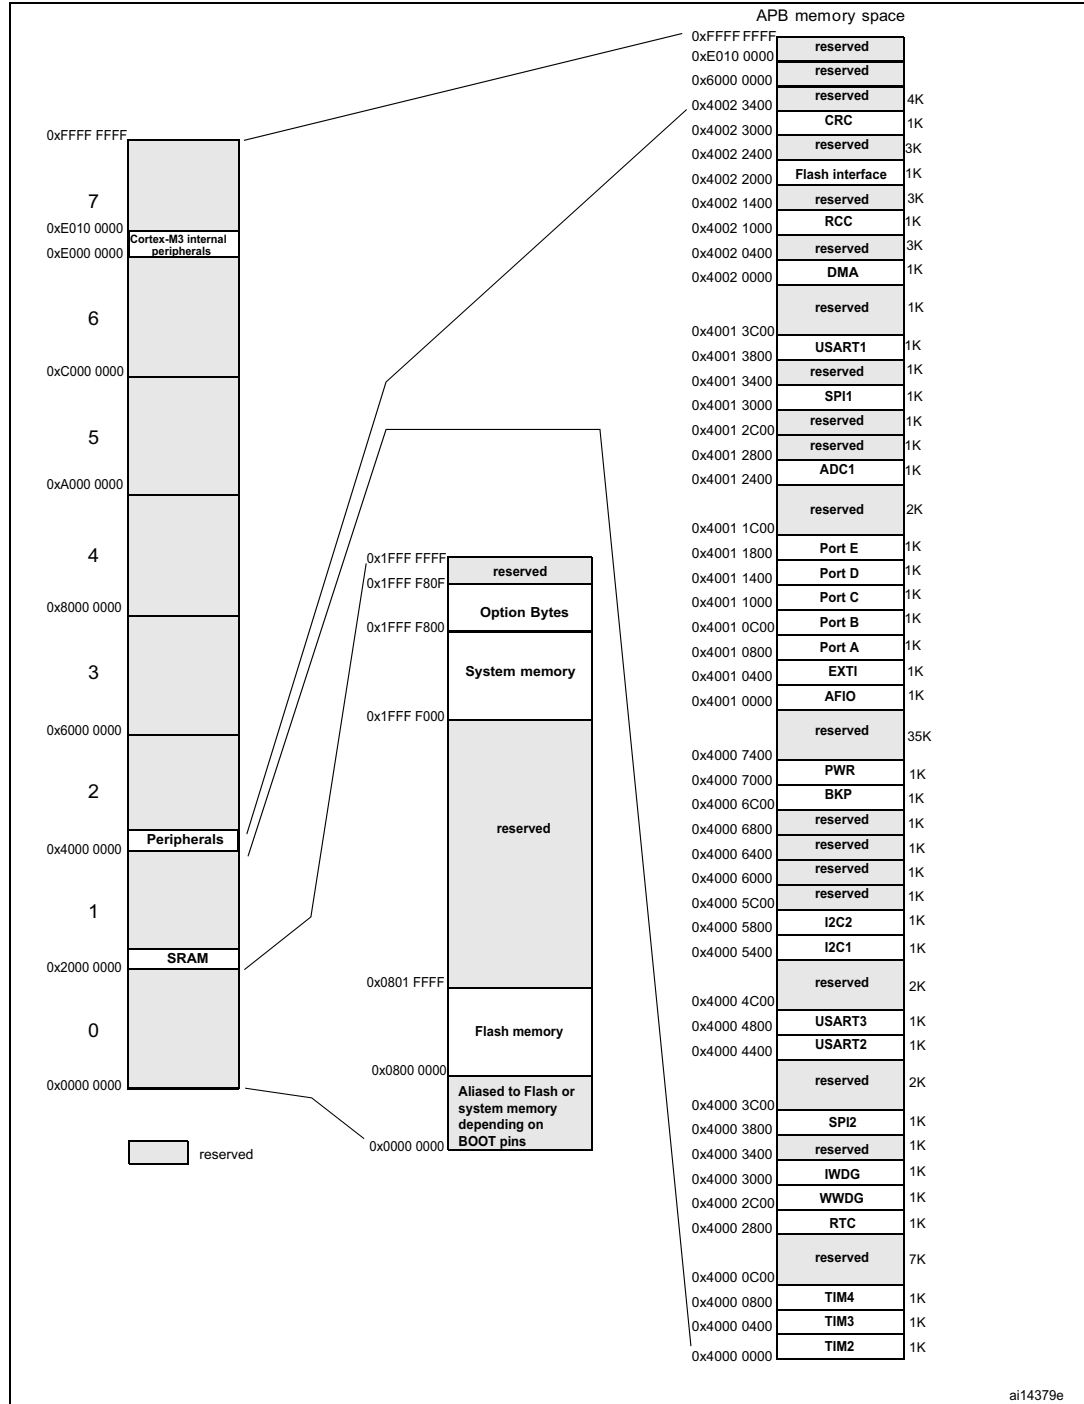 APB memory space
0xFFFF FFFF
reserved
0xE010 0000
reserved
0x6000 0000
reserved
4K
0x4002 3400
CRC
1K
0x4002 3000
reserved
3K
0x4002 2400
Flash interface
1K
0x4002 2000
reserved
3K
0x4002 1400
RCC
1K
0x4002 1000
reserved
3K
0x4002 0400
DMA
1K
0x4002 0000
reserved
1K
0x4001 3C00
USART1
1K
0x4001 3800
reserved
1K
0x4001 3400
SPI1
1K
0x4001 3000
reserved
1K
0x4001 2C00
reserved
1K
0x4001 2800
ADC1
1K
0x4001 2400
reserved
2K
0x4001 1C00
Port E
1K
0x4001 1800
Port D
1K
0x4001 1400
Port C
1K
0x4001 1000
Port B
1K
0x4001 0C00
Port A
1K
0x4001 0800
EXTI
1K
0x4001 0400
AFIO
1K
0x4001 0000
reserved
35K
0x4000 7400
PWR
1K
0x4000 7000
BKP
1K
0x4000 6C00
reserved
1K
0x4000 6800
reserved
1K
0x4000 6400
reserved
1K
0x4000 6000
reserved
1K
0x4000 5C00
I2C2
1K
0x4000 5800
I2C1
1K
0x4000 5400
reserved
2K
0x4000 4C00
USART3
1K
0x4000 4800
USART2
1K
0x4000 4400
reserved
2K
0x4000 3C00
SPI2
1K
0x4000 3800
reserved
1K
0x4000 3400
IWDG
1K
0x4000 3000
WWDG
1K
0x4000 2C00
RTC
1K
0x4000 2800
reserved
7K
0x4000 0C00
TIM4
1K
0x4000 0800
TIM3
1K
0x4000 0400
TIM2
1K
0x4000 0000
0xFFFF FFFF
7
0xE010 0000
Cortex-M3 internal
peripherals
0xE000 0000
6
0xC000 0000
5
0xA000 0000
4
0x8000 0000
3
0x6000 0000
2
Peripherals
0x4000 0000
1
SRAM
0x2000 0000
0
0x0000 0000
reserved
0x1FFF FFFF
reserved
0x1FFF F80F
Option Bytes
0x1FFF F800
System memory
0x1FFF F000
reserved
0x0801 FFFF
Flash memory
0x0800 0000
Aliased to Flash or
system memory
depending on
BOOT pins
0x0000 0000
ai14379e